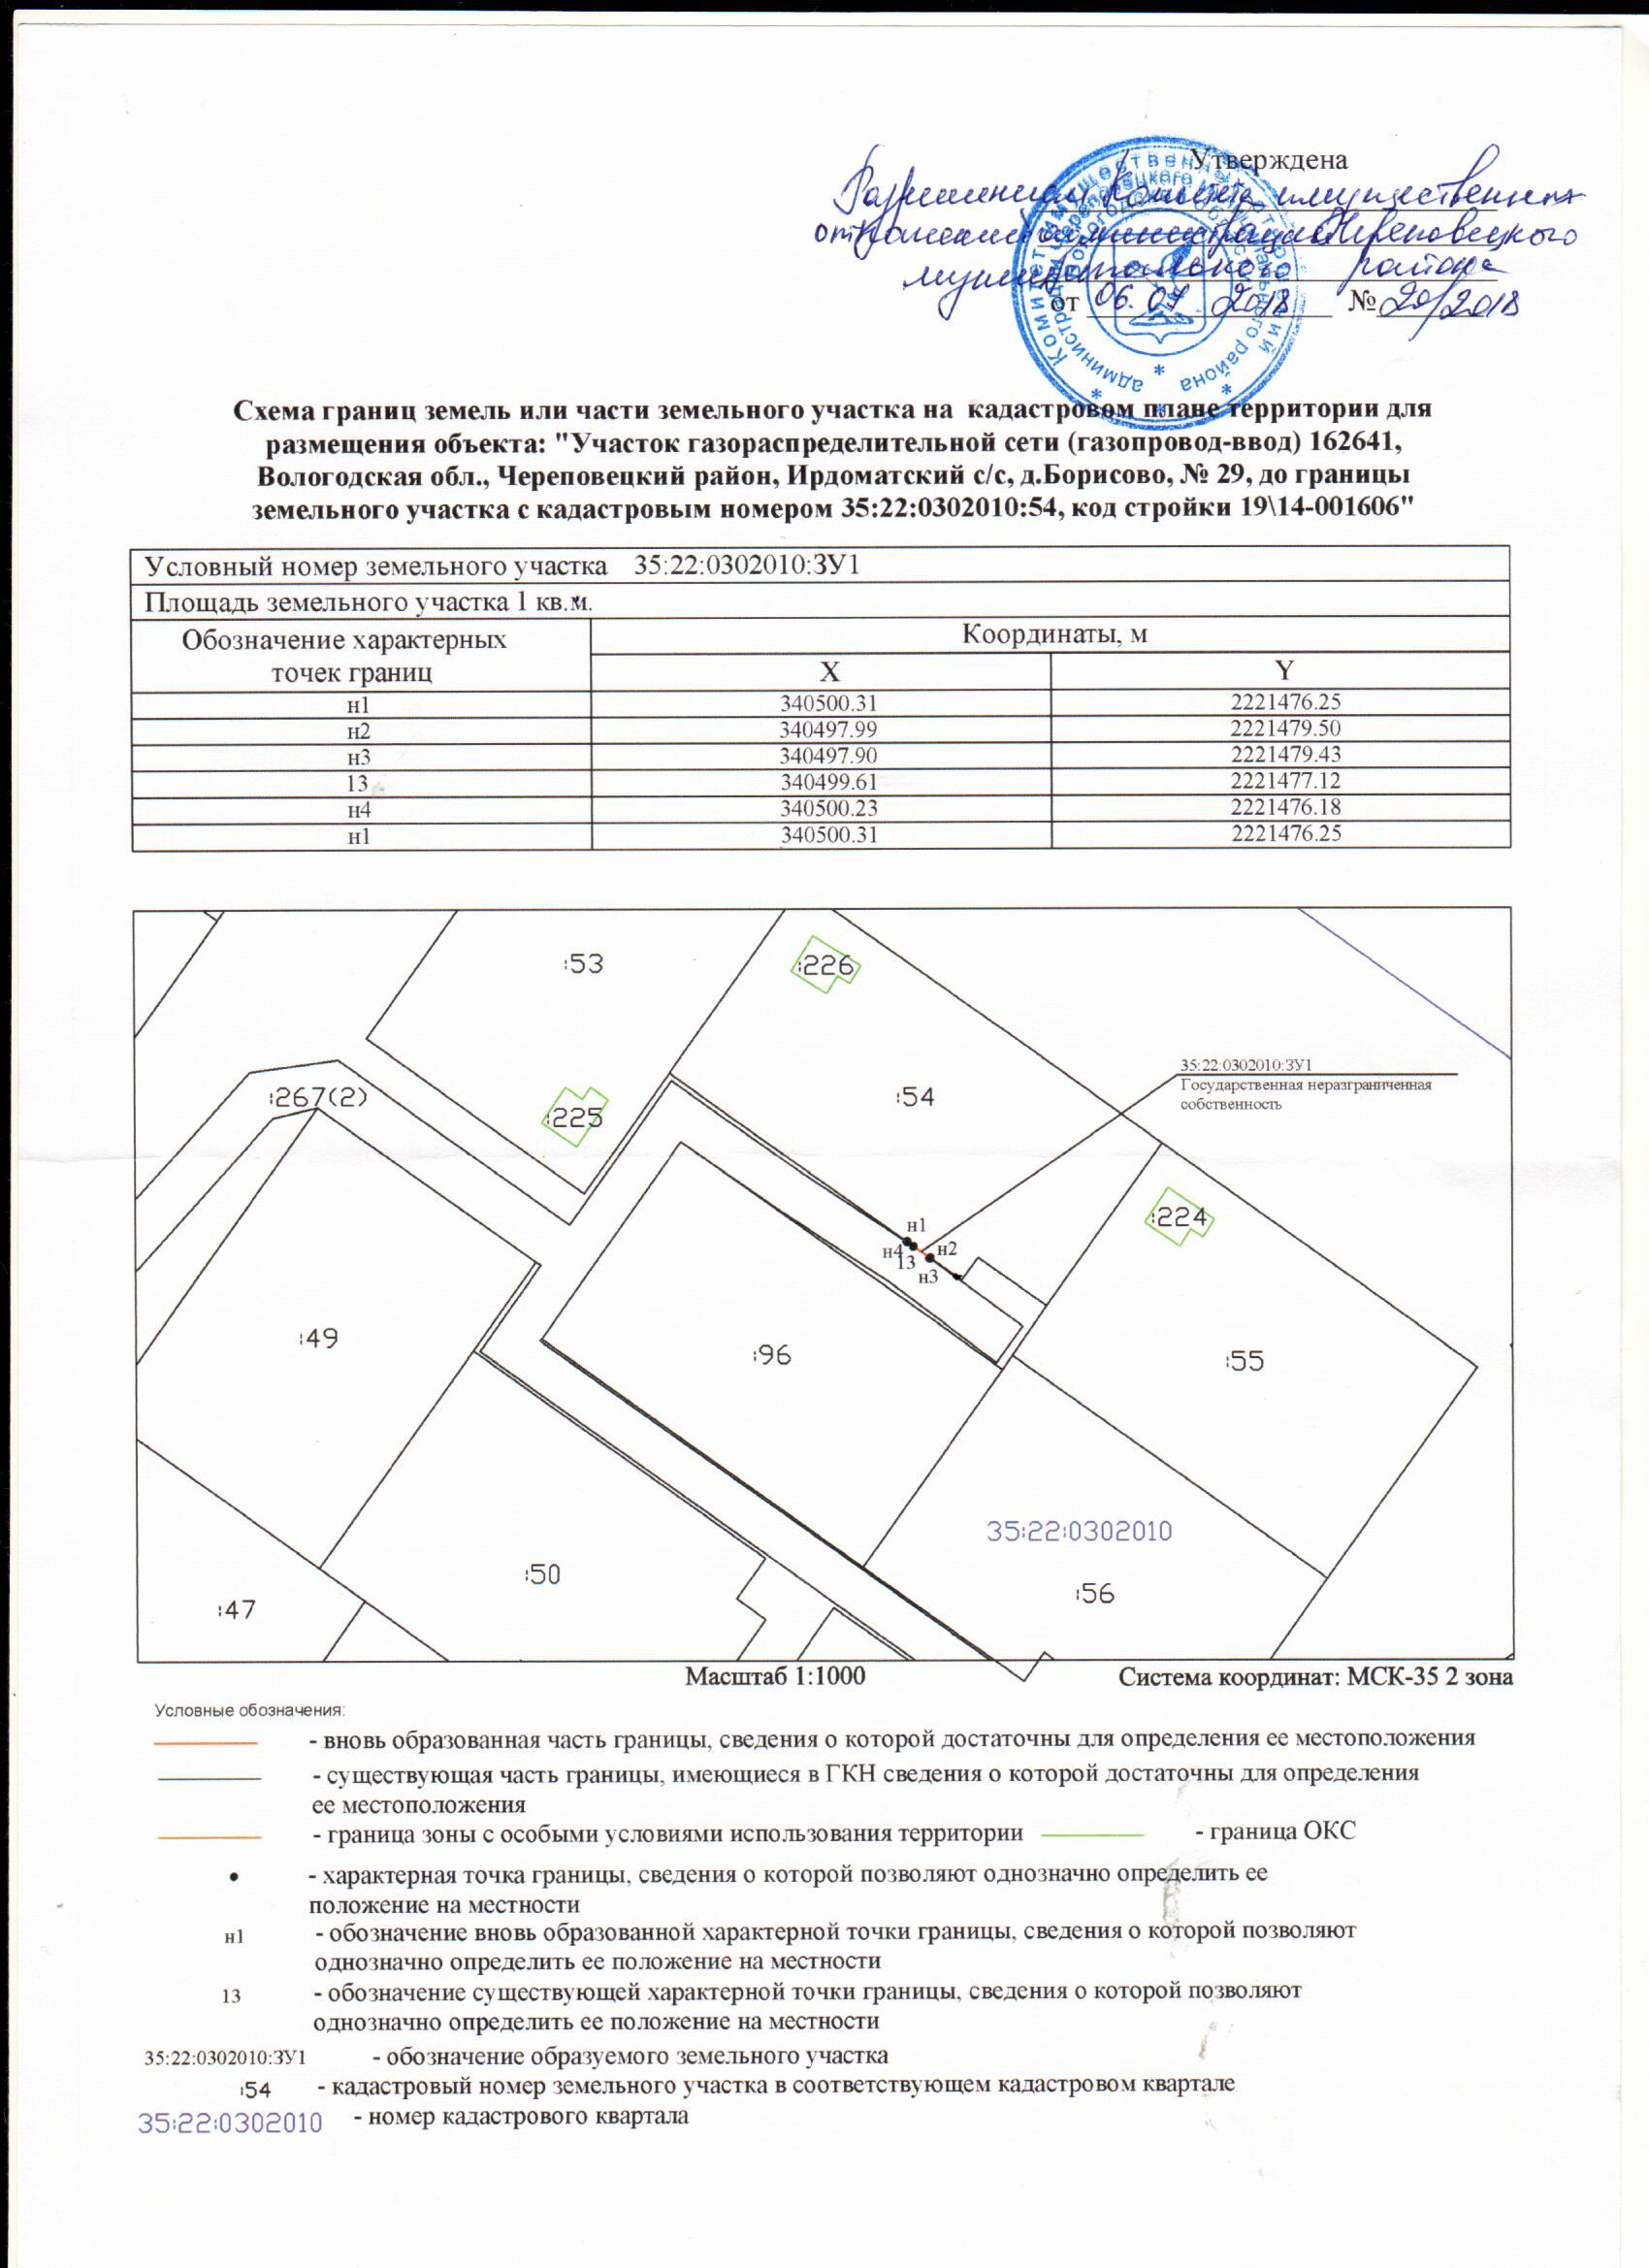 Утверждена
Разрешением Комитета имущественных
отношений администрации Череповецкого
муниципального района
от 06.07 2018 № 20/2018
Комитет имущественных отношений
администрации Череповецкого муниципального района
Вологодской области
Схема границ земель или части земельного участка на кадастровом плане территории для
размещения объекта: "Участок газораспределительной сети (газопровод-ввод) 162641,
Вологодская обл., Череповецкий район, Ирдоматский с/с, д.Борисово, № 29, до границы
земельного участка с кадастровым номером 35:22:0302010:54, код стройки 19\14-001606"
Условный номер земельного участка 35:22:0302010:ЗУ1
Площадь земельного участка 1 кв.м.
Обозначение характерных точек границ Координаты, м
X Y
н1 340500.31 2221476.25
н2 340497.99 2221479.50
н3 340497.90 2221479.43
13 340499.61 2221477.12
н4 340500.23 2221476.18
н1 340500.31 2221476.25
:53
:226
35:22:0302010:ЗУ1
Государственная неразграниченная
собственность
:267(2)
:225
:54
:224
н1
н4
13
н2
н3
:49
:96
:55
35:22:0302010
:50
:56
:47
Масштаб 1:1000 Система координат: МСК-35 2 зона
Условные обозначения:
- вновь образованная часть границы, сведения о которой достаточны для определения ее местоположения
- существующая часть границы, имеющиеся в ГКН сведения о которой достаточны для определения
ее местоположения
- граница зоны с особыми условиями использования территории - граница ОКС
- характерная точка границы, сведения о которой позволяют однозначно определить ее
положение на местности
н1 - обозначение вновь образованной характерной точки границы, сведения о которой позволяют
однозначно определить ее положение на местности
13 - обозначение существующей характерной точки границы, сведения о которой позволяют
однозначно определить ее положение на местности
35:22:0302010:ЗУ1 - обозначение образуемого земельного участка
:54 - кадастровый номер земельного участка в соответствующем кадастровом квартале
35:22:0302010 - номер кадастрового квартала